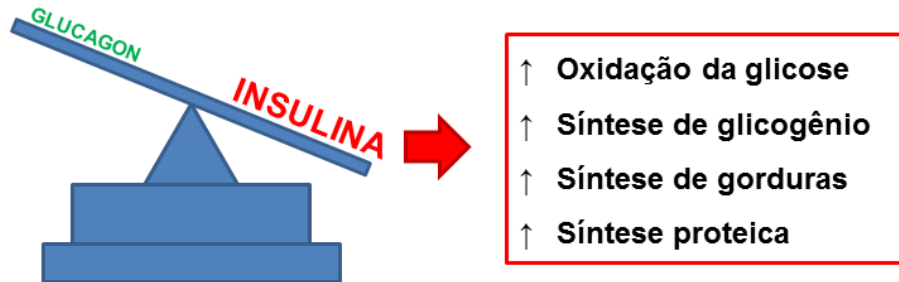 GLUCAGON
INSULINA
↑ Oxidação da glicose
↑ Síntese de glicogênio
↑ Síntese de gorduras
↑ Síntese proteica